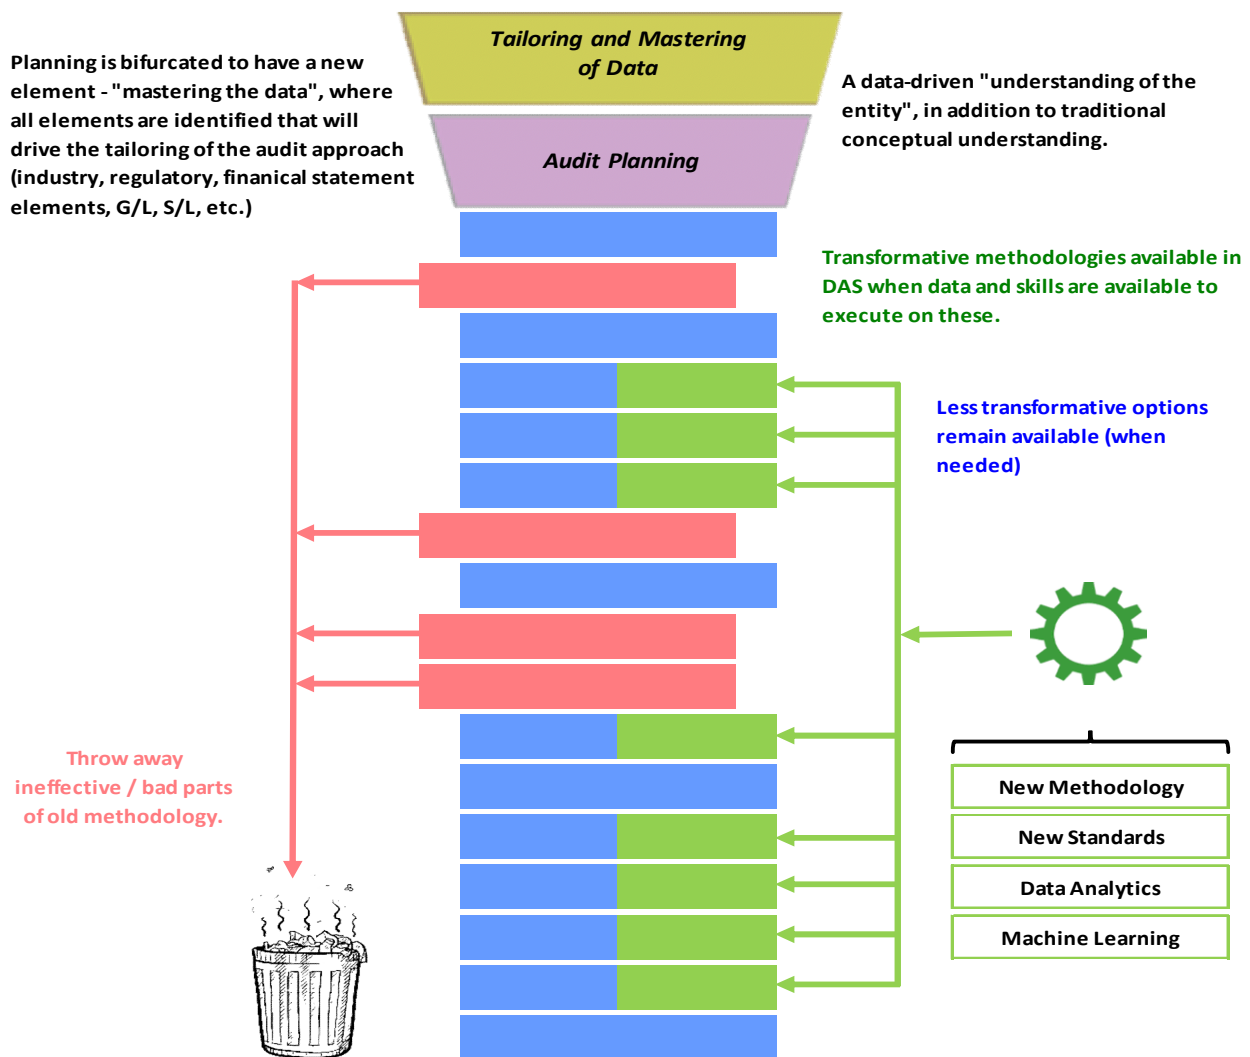 Tailoring and Mastering
of Data
Planning is bifurcated to have a new
element - "mastering the data", where
all elements are identified that will
drive the tailoring of the audit approach
(industry, regulatory, finanical statement
elements, G/L, S/L, etc.)
A data-driven "understanding of the
entity", in addition to traditional
conceptual understanding.
Audit Planning
Transformative methodologies available in
DAS when data and skills are available to
execute on these.
Less transformative options
remain available (when
needed)
Throw away
ineffective / bad parts
of old methodology.
New Methodology
New Standards
Data Analytics
Machine Learning